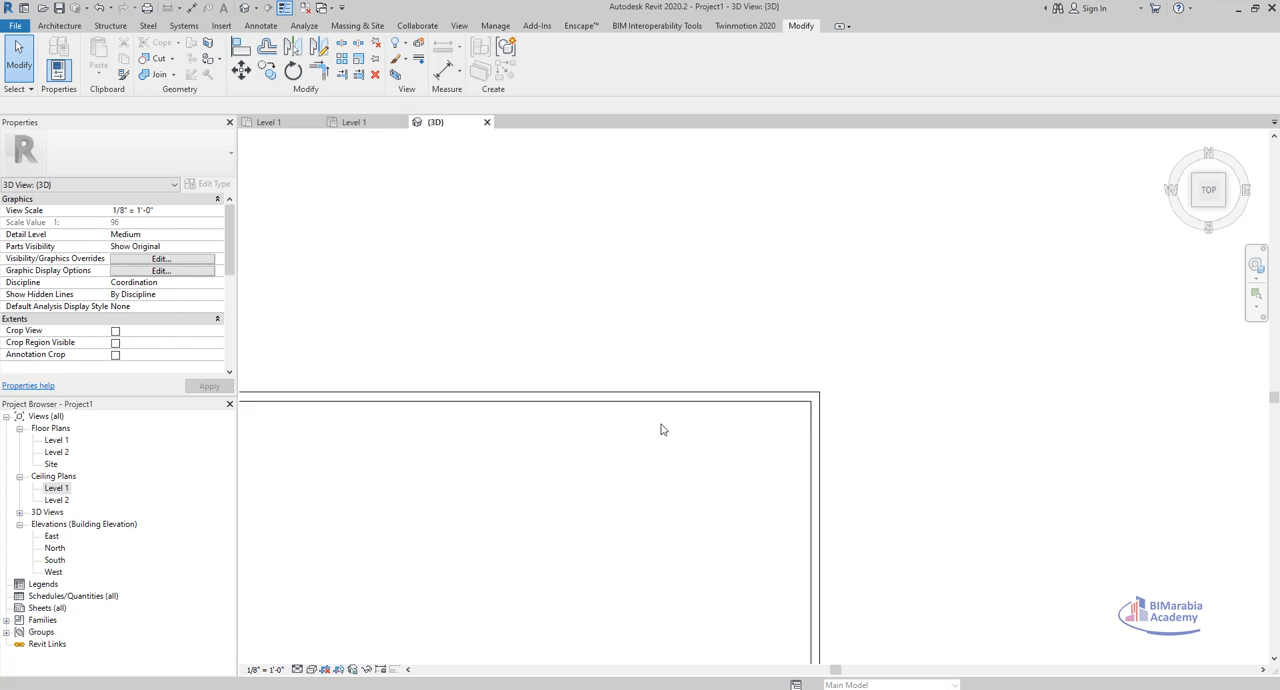 Autodesk Revit 2020.2 - Project1 - 3D View: {3D}
Sign In
File Architecture Structure Steel Systems Insert Annotate Analyze Massing & Site Collaborate View Manage Add-Ins Enscape™ BIM Interoperability Tools Twinmotion 2020 Modify
Modify
Paste
Cope
Cut
Join
Select Properties Clipboard Geometry Modify View Measure Create
Properties
Level 1
Level 1
{3D}
3D View: {3D}
Edit Type
Graphics
View Scale 1/8" = 1'-0"
Scale Value 1: 96
Detail Level Medium
Parts Visibility Show Original
Visibility/Graphics Overrides Edit...
Graphic Display Options Edit...
Discipline Coordination
Show Hidden Lines By Discipline
Default Analysis Display Style None
Extents
Crop View
Crop Region Visible
Annotation Crop
Properties help
Apply
Project Browser - Project1
Views (all)
Floor Plans
Level 1
Level 2
Site
Ceiling Plans
Level 1
Level 2
3D Views
Elevations (Building Elevation)
East
North
South
West
Legends
Schedules/Quantities (all)
Sheets (all)
Families
Groups
Revit Links
N
W TOP E
S
BIMarabia
Academy
1/8" = 1'-0"
Main Model